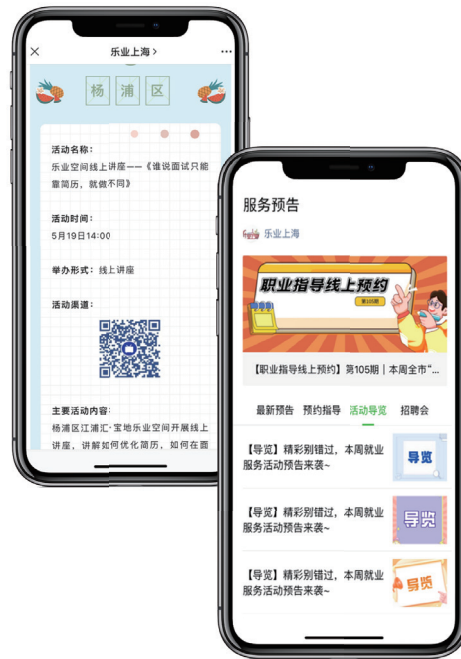 乐业上海
杨浦区
活动名称：
乐业空间线上讲座——《谁说面试只能
靠简历，就做不同》
活动时间：
5月19日14:00
举办形式：线上讲座
活动渠道：
主要活动内容：
杨浦区江浦汇·宝地乐业空间开展线上
讲座，讲解如何优化简历，如何在面
服务预告
乐业上海
职业指导线上预约
第105期
【职业指导线上预约】第105期｜本周全市“...
最新预告 预约指导 活动导览 招聘会
【导览】精彩别错过，本周就业
服务活动预告来袭~
导览
【导览】精彩别错过，本周就业
服务活动预告来袭~
导览
【导览】精彩别错过，本周就业
服务活动预告来袭~
导览